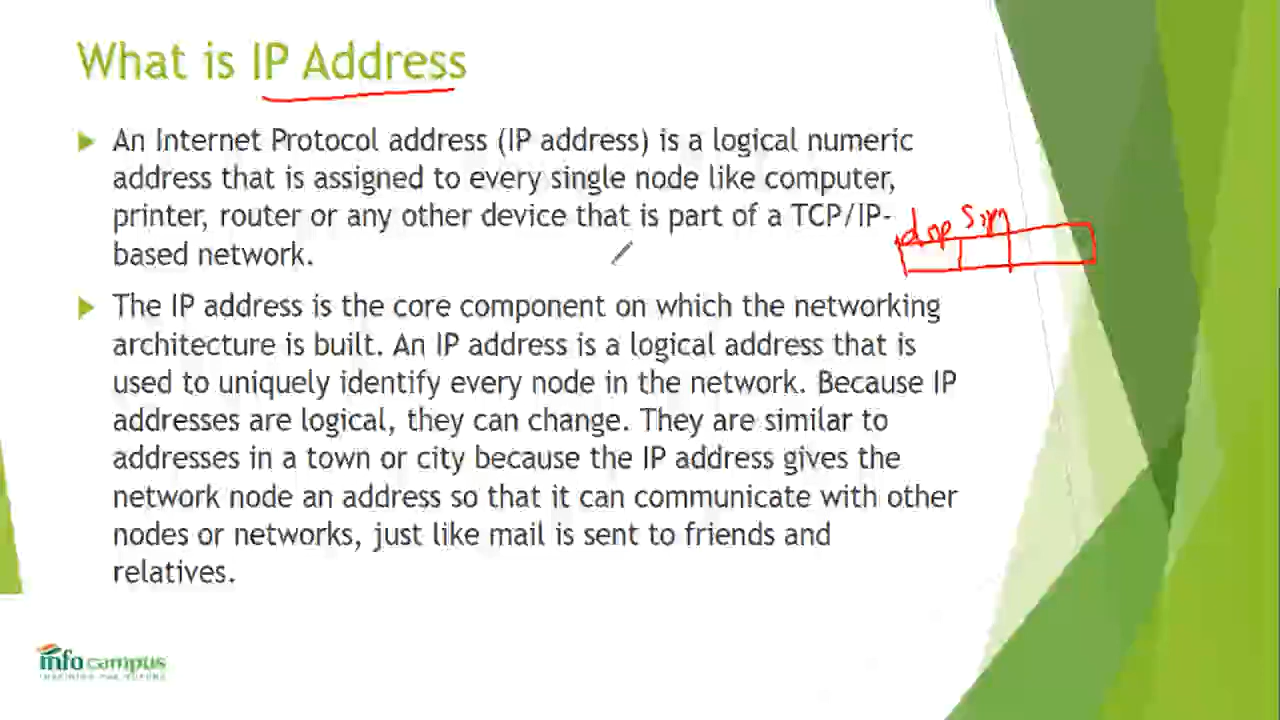 What is IP Address
An Internet Protocol address (IP address) is a logical numeric
address that is assigned to every single node like computer,
printer, router or any other device that is part of a TCP/IP-
based network.
The IP address is the core component on which the networking
architecture is built. An IP address is a logical address that is
used to uniquely identify every node in the network. Because IP
addresses are logical, they can change. They are similar to
addresses in a town or city because the IP address gives the
network node an address so that it can communicate with other
nodes or networks, just like mail is sent to friends and
relatives.
info campus